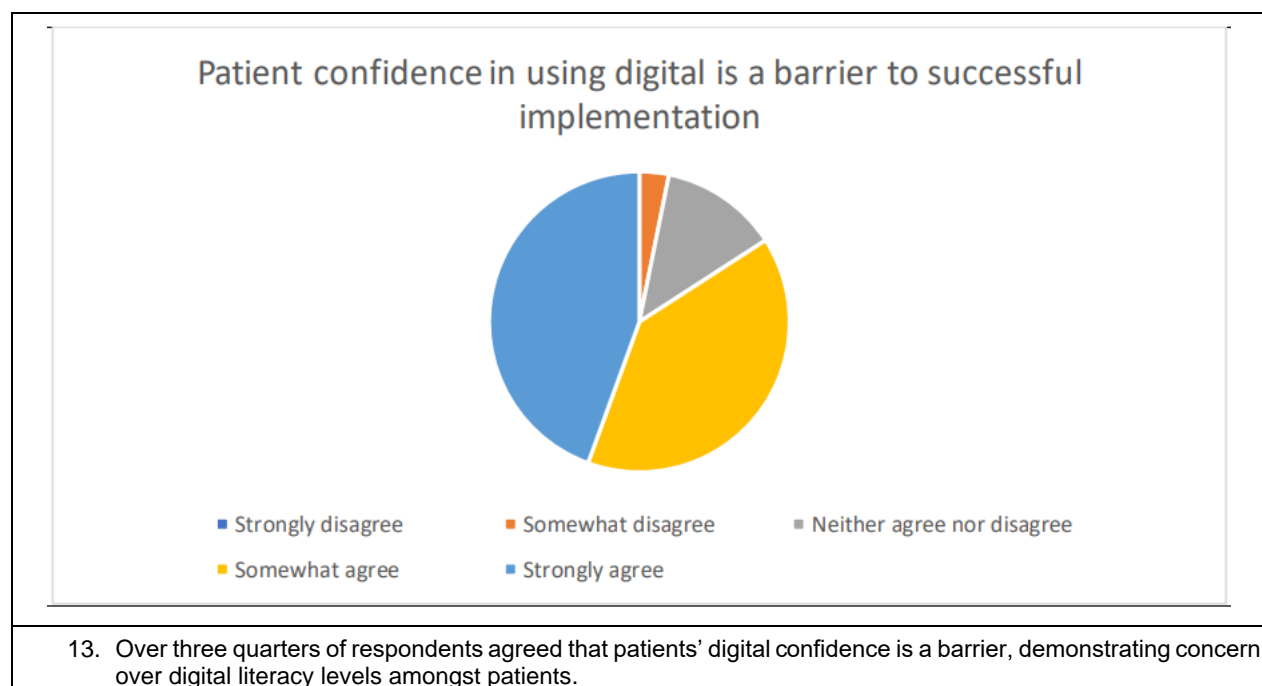 Patient confidence in using digital is a barrier to successful
implementation
Strongly disagree
Somewhat disagree
Neither agree nor disagree
Somewhat agree
Strongly agree
13. Over three quarters of respondents agreed that patients’ digital confidence is a barrier, demonstrating concern
over digital literacy levels amongst patients.